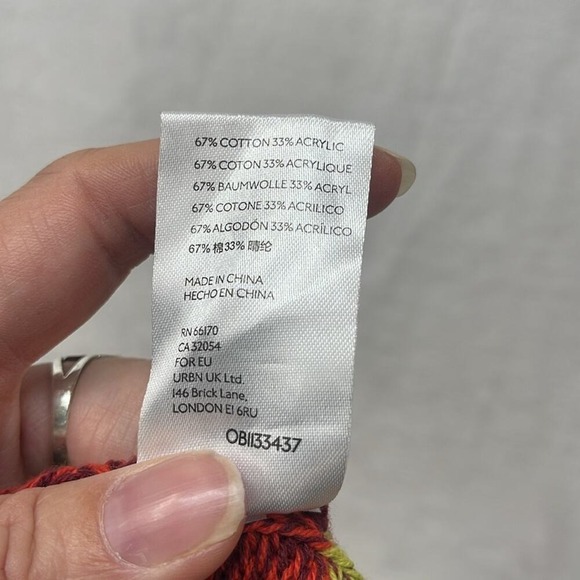 67% COTTON 33% ACRYLIC
67% COTON 33% ACRYLIQUE
67% BAUMWOLLE 33% ACRYL
67% COTONE 33% ACRILICO
67% ALGODÓN 33% ACRÍLICO
67% 棉 33% 晴纶
MADE IN CHINA
HECHO EN CHINA
RN 66170
CA 32054
FOR EU
URBN UK Ltd.
146 Brick Lane,
LONDON E1 6RU
OB1133437